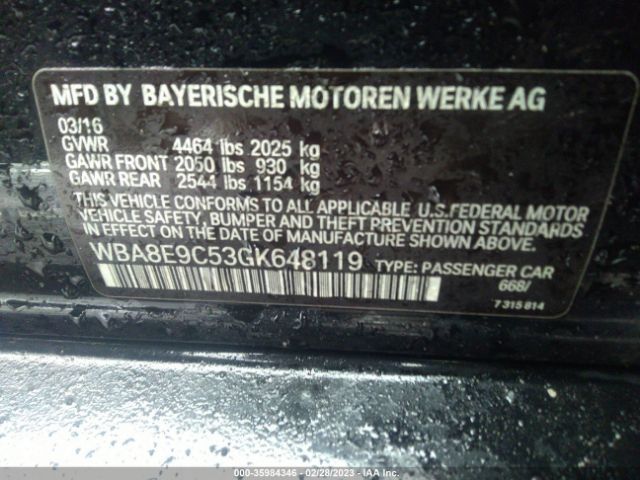 MFD BY BAYERISCHE MOTOREN WERKE AG
03/16
GVWR 4464 lbs 2025 kg
GAWR FRONT 2050 lbs 930 kg
GAWR REAR 2544 lbs 1154 kg
THIS VEHICLE CONFORMS TO ALL APPLICABLE U.S. FEDERAL MOTOR
VEHICLE SAFETY, BUMPER AND THEFT PREVENTION STANDARDS
IN EFFECT ON THE DATE OF MANUFACTURE SHOWN ABOVE.
WBA8E9C53GK648119 TYPE: PASSENGER CAR
668/
7 315 814
000-35984346 - 02/28/2023 - IAA Inc.